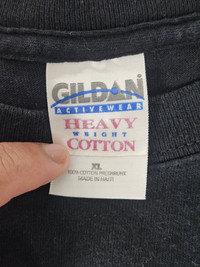 GILDAN
ACTIVEWEAR
HEAVY
WEIGHT
COTTON
XL
100% COTTON PRESHRUNK
MADE IN HAITI